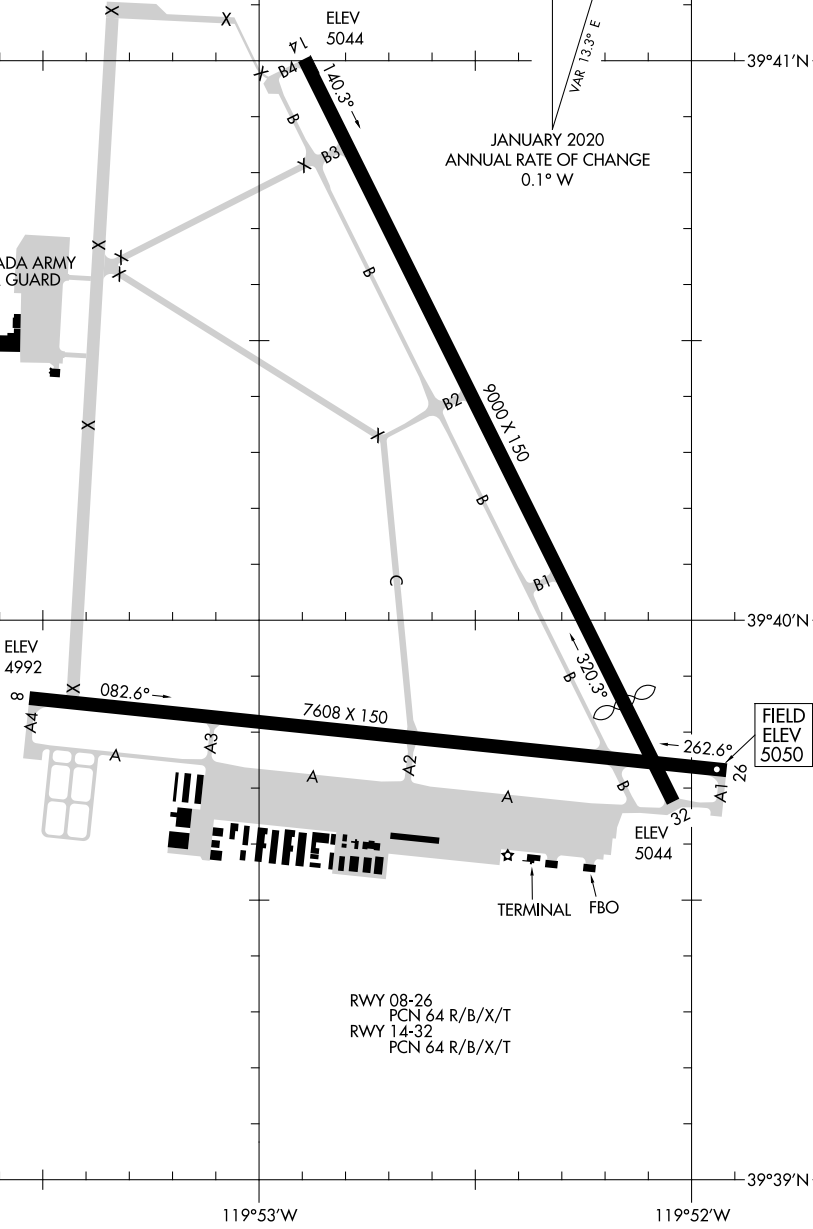 X
X
ELEV
5044
14
X
B4
140.3°
VAR 13.3° E
39°41'N
B
JANUARY 2020
ANNUAL RATE OF CHANGE
0.1° W
B3
X
X
X
X
ADA ARMY
GUARD
B
B2
9000 X 150
X
X
B
B1
C
39°40'N
ELEV
4992
320.3°
B
8
X
082.6°
7608 X 150
FIELD
ELEV
5050
A4
A3
262.6°
26
A
A2
A
A
B
A1
32
ELEV
5044
TERMINAL
FBO
RWY 08-26
PCN 64 R/B/X/T
RWY 14-32
PCN 64 R/B/X/T
39°39'N
119°53'W
119°52'W